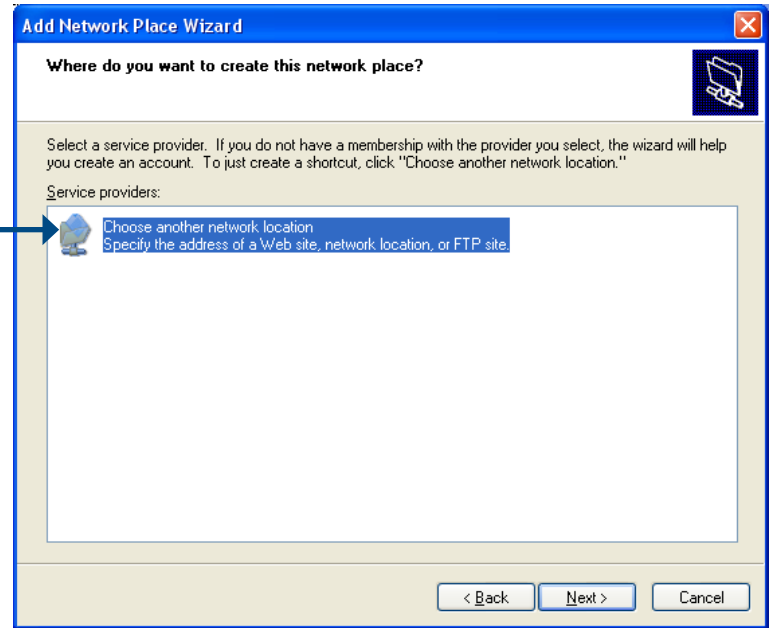 Add Network Place Wizard
Where do you want to create this network place?
Select a service provider. If you do not have a membership with the provider you select, the wizard will help
you create an account. To just create a shortcut, click "Choose another network location."
Service providers:
Choose another network location
Specify the address of a Web site, network location, or FTP site.
< Back Next > Cancel